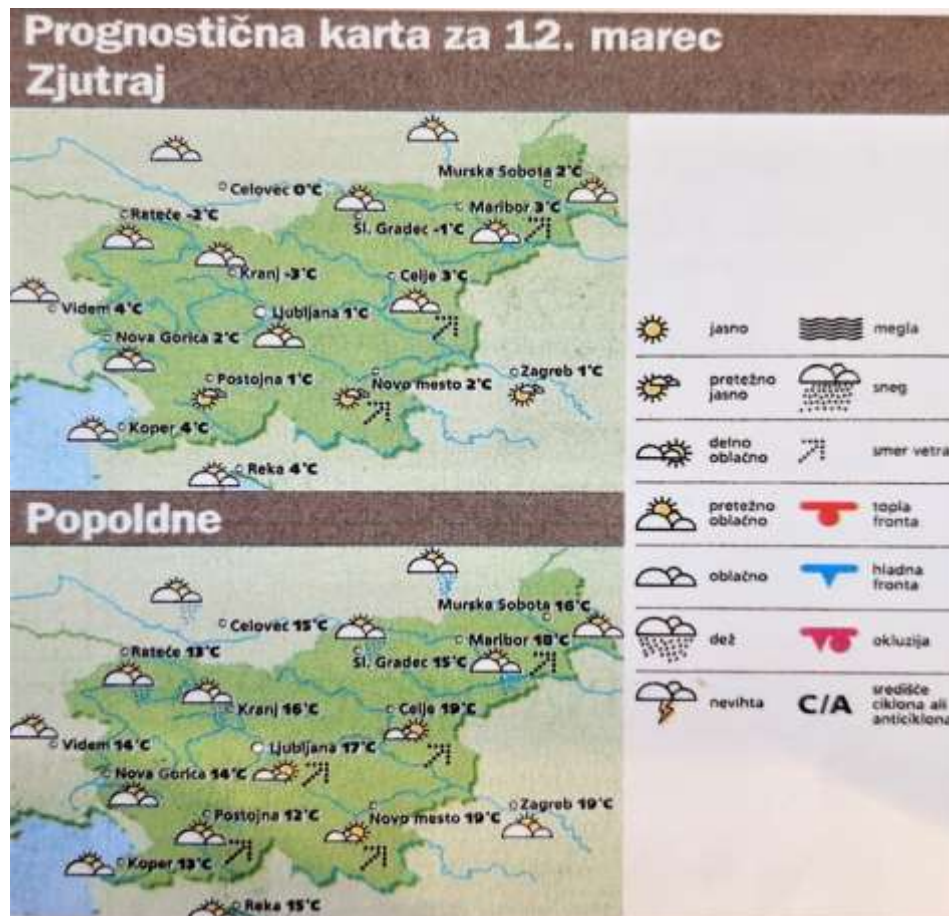 Prognostična karta za 12. marec
Zjutraj
Murska Sobota 2°C
Celovec 0°C
Maribor 3°C
Rateče -2°C
Sl. Gradec -1°C
Kranj -3°C
Celje 3°C
Videm 4°C
Ljubljana 1°C
Nova Gorica 2°C
Postojna 1°C
Novo mesto 2°C
Zagreb 1°C
Koper 4°C
Reka 4°C
Popoldne
Murska Sobota 16°C
Celovec 15°C
Maribor 18°C
Rateče 13°C
Sl. Gradec 15°C
Kranj 16°C
Celje 19°C
Videm 14°C
Ljubljana 17°C
Nova Gorica 14°C
Postojna 12°C
Novo mesto 19°C
Zagreb 19°C
Koper 13°C
Reka 15°C
jasno
megla
pretežno
jasno
sneg
delno
oblačno
smer vetra
pretežno
oblačno
topla
fronta
oblačno
hladna
fronta
dež
okluzija
nevihta
C/A
središče
ciklona ali
anticiklona